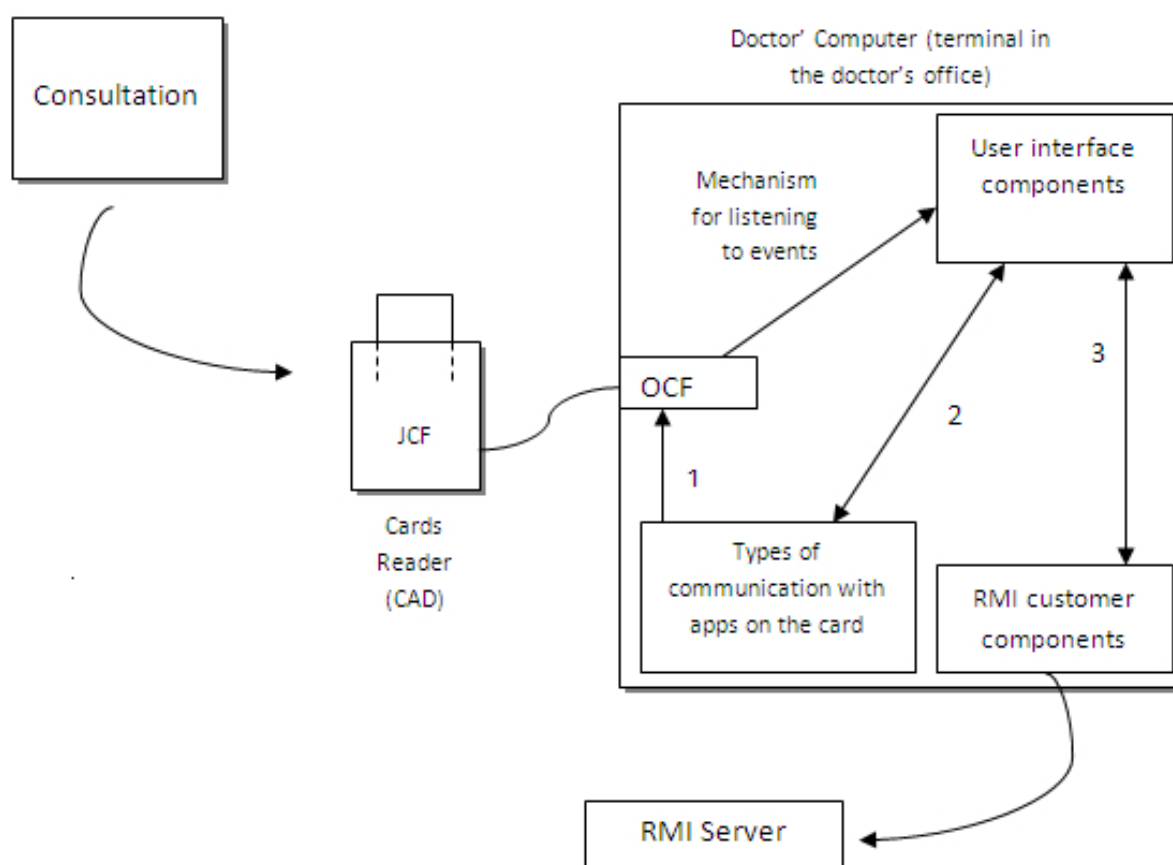 Consultation
Doctor' Computer (terminal in
the doctor's office)
User interface
components
Mechanism
for listening
to events
3
OCF
2
JCF
1
Cards
Reader
(CAD)
Types of
communication with
apps on the card
RMI customer
components
RMI Server